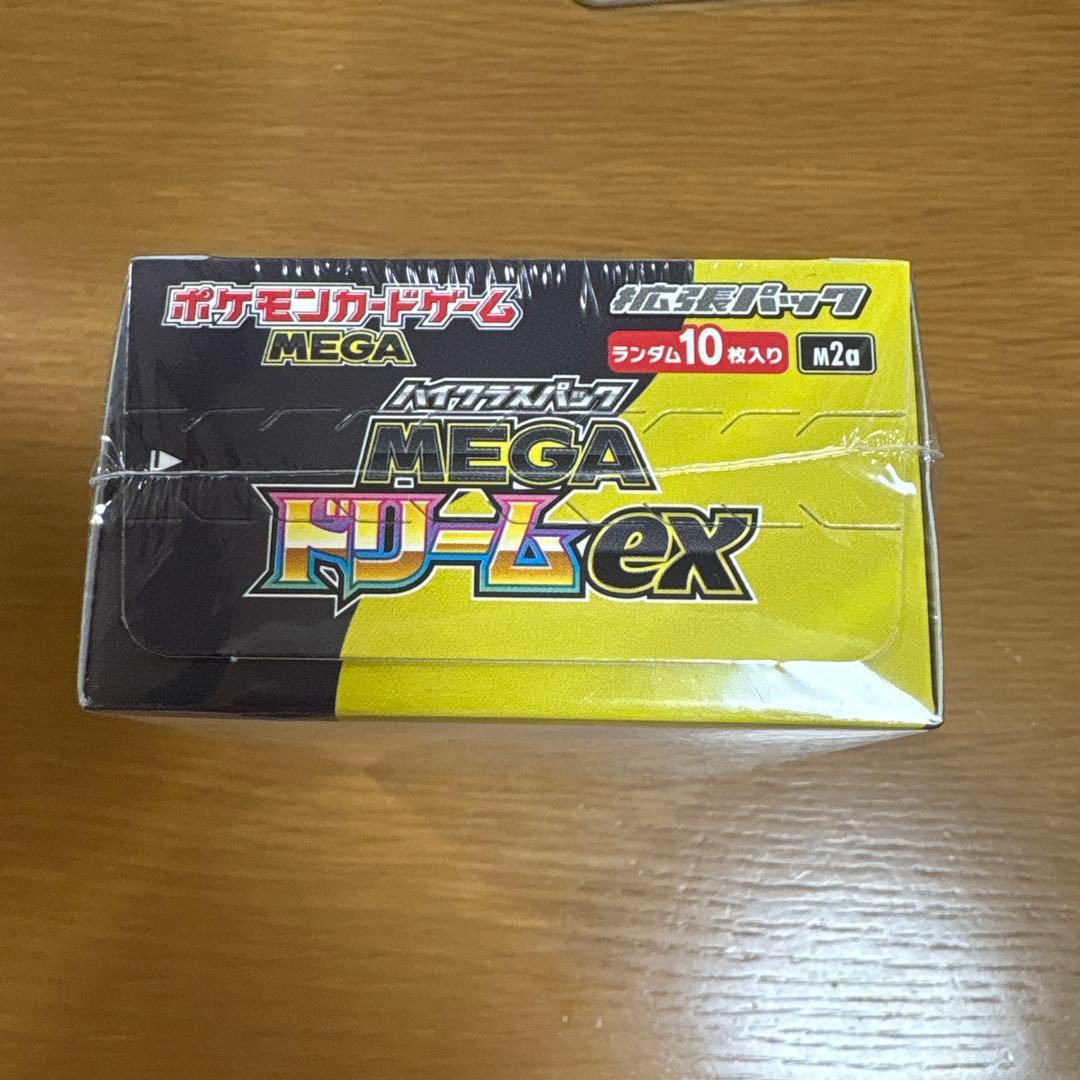 ポケモンカードゲーム
MEGA
拡張パック
ランダム10枚入り
M2a
ハイクラスパック
MEGA
ドリームex